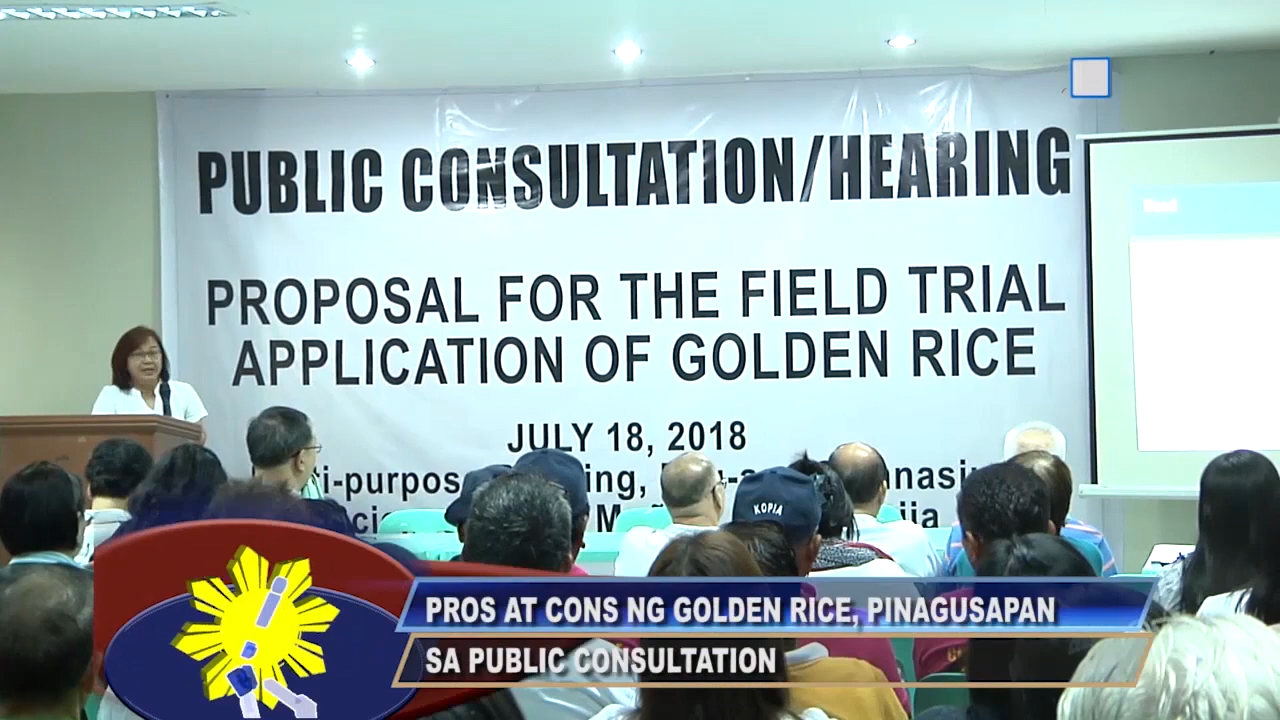 PUBLIC CONSULTATION/HEARING
PROPOSAL FOR THE FIELD TRIAL
APPLICATION OF GOLDEN RICE
JULY 18, 2018
KOPIA
PROS AT CONS NG GOLDEN RICE, PINAGUSAPAN
SA PUBLIC CONSULTATION